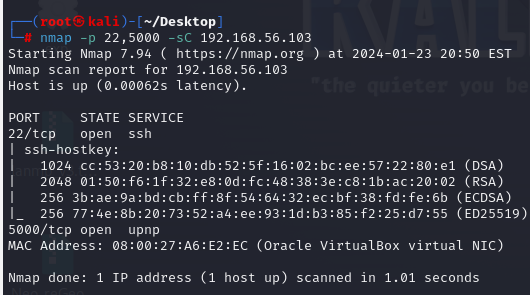 ┌──(root㉿kali)-[~/Desktop]
└─# nmap -p 22,5000 -sC 192.168.56.103
Starting Nmap 7.94 ( https://nmap.org ) at 2024-01-23 20:50 EST
Nmap scan report for 192.168.56.103
Host is up (0.00062s latency).
"the quieter you be
PORT     STATE SERVICE
22/tcp   open  ssh
| ssh-hostkey:
|   1024 cc:53:20:b8:10:db:52:5f:16:02:bc:ee:57:22:80:e1 (DSA)
|   2048 01:50:f6:1f:32:e8:0d:fc:48:38:3e:c8:1b:ac:20:02 (RSA)
|   256 3b:ae:9a:bd:cb:ff:8f:54:64:32:ec:bf:38:fd:fe:6b (ECDSA)
|_  256 77:4e:8b:20:73:52:a4:ee:93:1d:b3:85:f2:25:d7:55 (ED25519)
5000/tcp open  upnp
MAC Address: 08:00:27:A6:E2:EC (Oracle VirtualBox virtual NIC)
Nmap done: 1 IP address (1 host up) scanned in 1.01 seconds